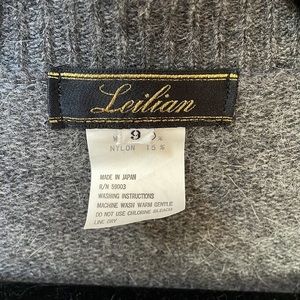 Leilian
9
NYLON 15%
MADE IN JAPAN
R/N 59003
WASHING INSTRUCTIONS
MACHINE WASH WARM GENTLE
DO NOT USE CHLORINE BLEACH
LINE DRY